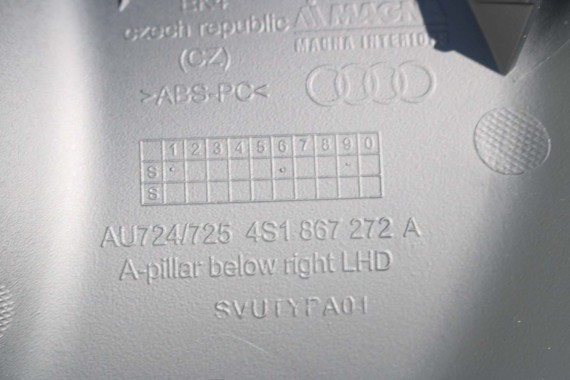 czech republic
(CZ)
MAGNA INTERIO
>ABS-PC<
1 2 3 4 5 6 7 8 9 0
S
S
AU724/725 4S1 867 272 A
A-pillar below right LHD
SVUTYPA01